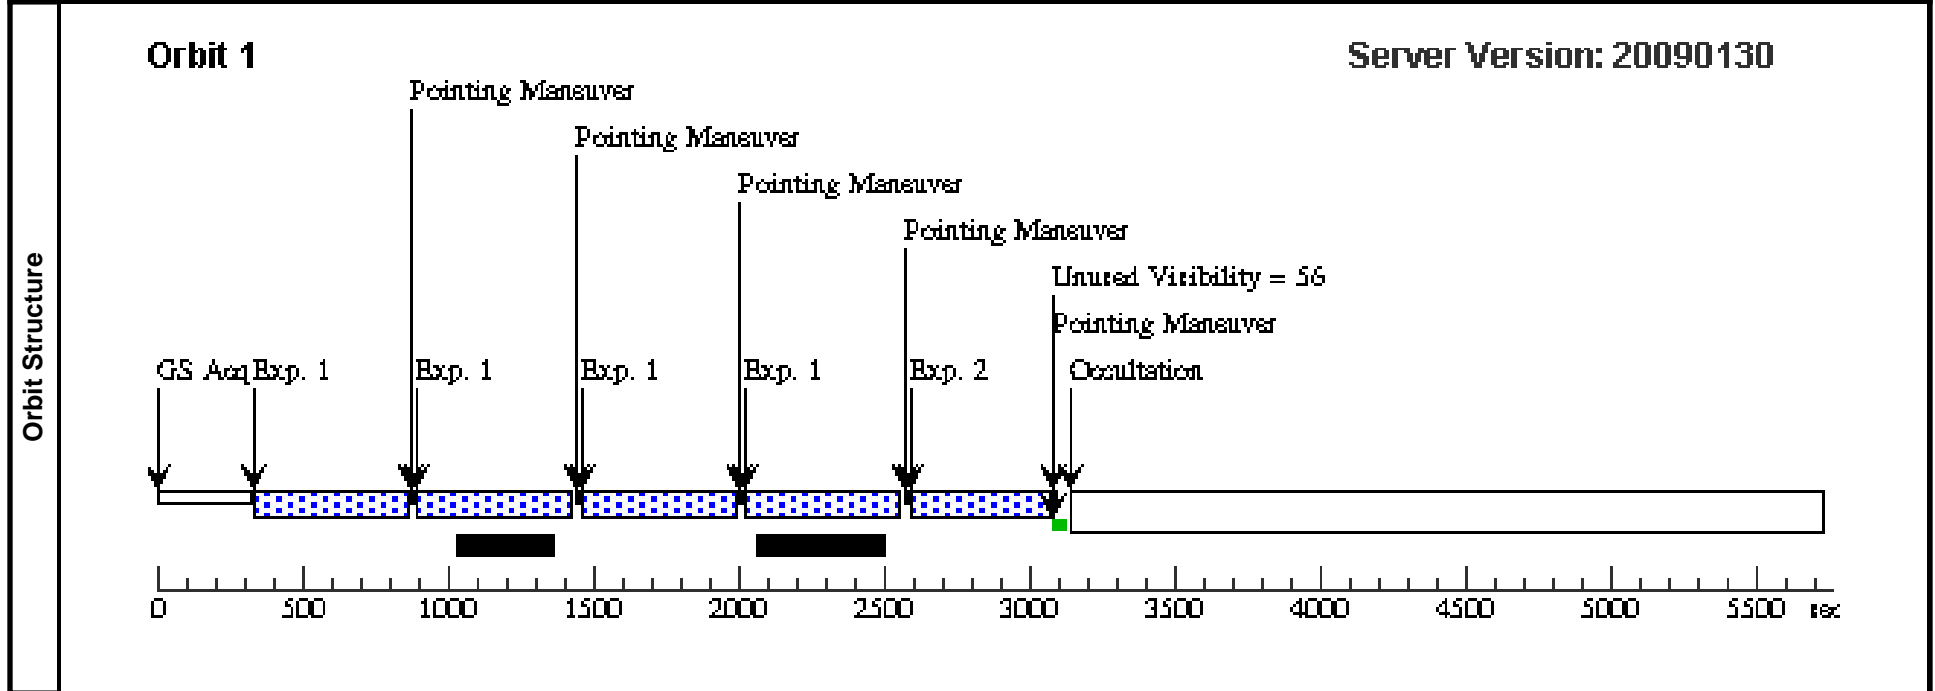 Orbit Structure
Orbit 1
Server Version: 20090130
Pointing Maneuver
Pointing Maneuver
Pointing Maneuver
Pointing Maneuver
Unused Visibility = 56
Pointing Maneuver
GS Acq Exp. 1 Exp. 1 Exp. 1 Exp. 1 Exp. 2 Occultation
0 500 1000 1500 2000 2500 3000 3500 4000 4500 5000 5500 sec